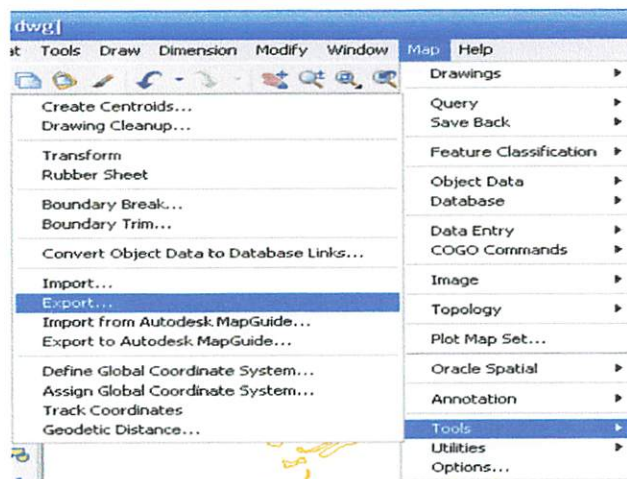 dwg]
at Tools Draw Dimension Modify Window Map Help
Create Centroids...
Drawing Cleanup...
Transform
Rubber Sheet
Boundary Break...
Boundary Trim...
Convert Object Data to Database Links...
Import...
Export...
Import from Autodesk MapGuide...
Export to Autodesk MapGuide...
Define Global Coordinate System...
Assign Global Coordinate System...
Track Coordinates
Geodetic Distance...
Drawings
Query
Save Back
Feature Classification
Object Data
Database
Data Entry
COGO Commands
Image
Topology
Plot Map Set...
Oracle Spatial
Annotation
Tools
Utilities
Options...